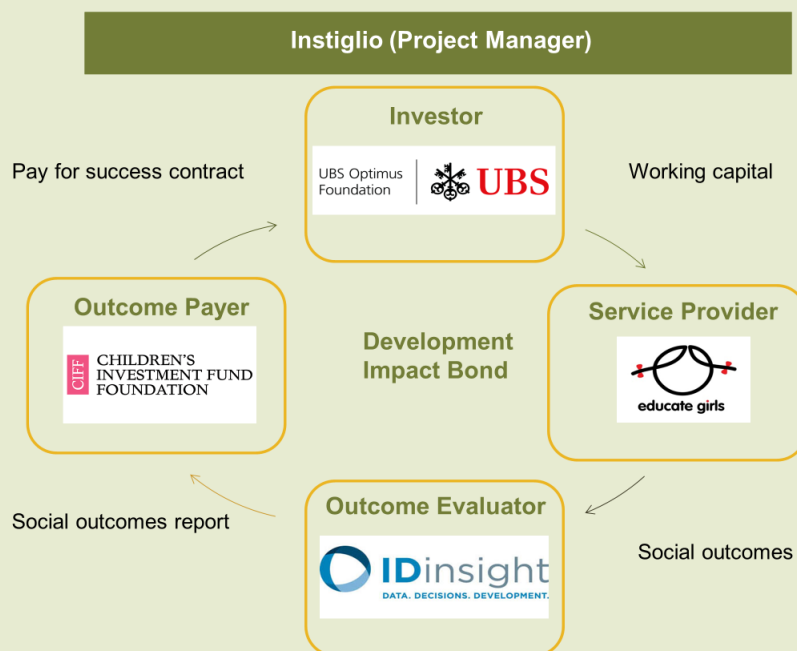 Instiglio (Project Manager)
Investor
Pay for success contract
UBS Optimus
Foundation
UBS
Working capital
Outcome Payer
CIFF
CHILDREN'S
INVESTMENT FUND
FOUNDATION
Development
Impact Bond
Service Provider
educate girls
Social outcomes report
Outcome Evaluator
IDinsight
DATA. DECISIONS. DEVELOPMENT.
Social outcomes